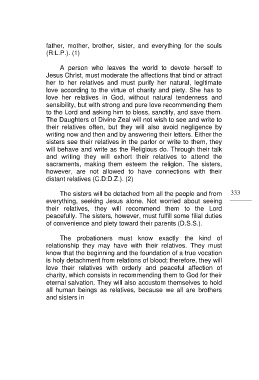 father, mother, brother, sister, and everything for the souls
(R.L.P.). (1)
A person who leaves the world to devote herself to
Jesus Christ, must moderate the affections that bind or attract
her to her relatives and must purify her natural, legitimate
love according to the virtue of charity and piety. She has to
love her relatives in God, without natural tenderness and
sensibility, but with strong and pure love recommending them
to the Lord and asking him to bless, sanctify, and save them.
The Daughters of Divine Zeal will not wish to see and write to
their relatives often, but they will also avoid negligence by
writing now and then and by answering their letters. Either the
sisters see their relatives in the parlor or write to them, they
will behave and write as the Religious do. Through their talk
and writing they will exhort their relatives to attend the
sacraments, making them esteem the religion. The sisters,
however, are not allowed to have connections with their
distant relatives (C.D.D.Z.). (2)
The sisters will be detached from all the people and from
everything, seeking Jesus alone. Not worried about seeing
their relatives, they will recommend them to the Lord
peacefully. The sisters, however, must fulfill some filial duties
of convenience and piety toward their parents (D.S.S.).
333
The probationers must know exactly the kind of
relationship they may have with their relatives. They must
know that the beginning and the foundation of a true vocation
is holy detachment from relations of blood; therefore, they will
love their relatives with orderly and peaceful affection of
charity, which consists in recommending them to God for their
eternal salvation. They will also accustom themselves to hold
all human beings as relatives, because we all are brothers
and sisters in